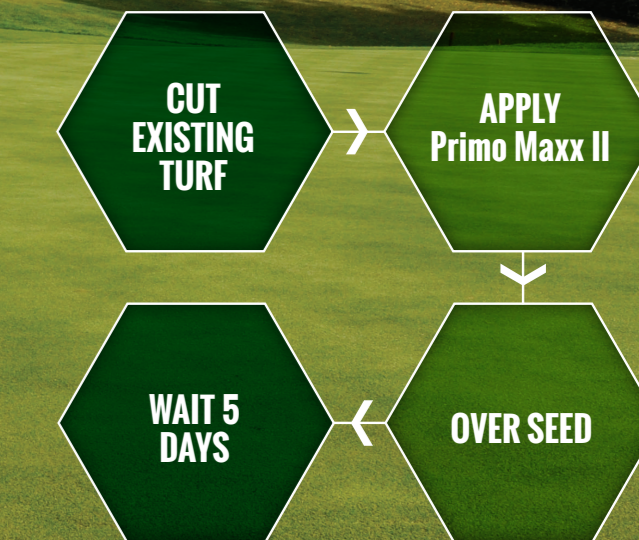 CUT
EXISTING
TURF
APPLY
Primo Maxx II
OVER SEED
WAIT 5
DAYS